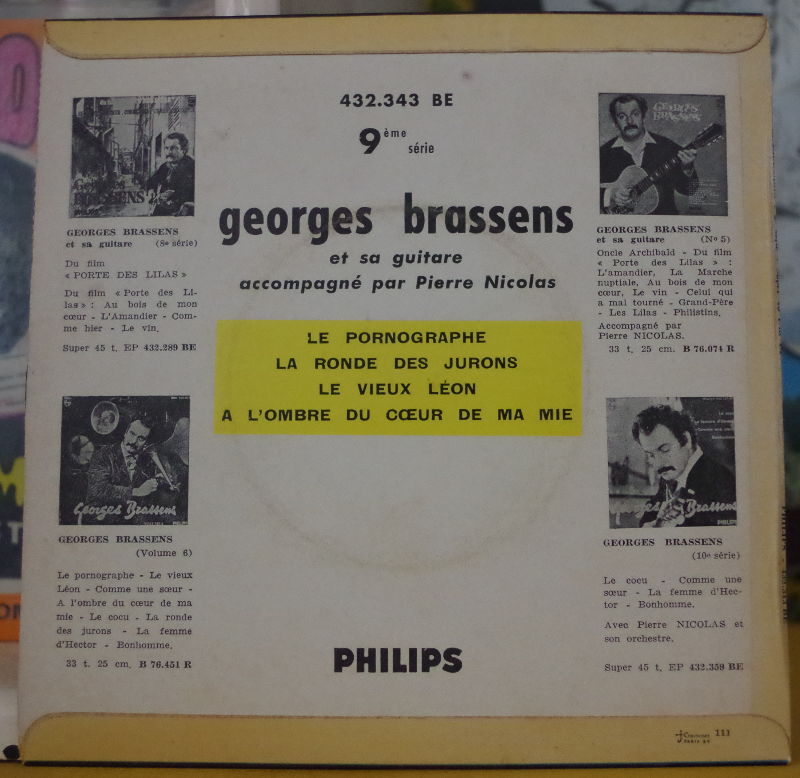 432.343 BE
9ème série
georges brassens
et sa guitare
accompagné par Pierre Nicolas
LE PORNOGRAPHE
LA RONDE DES JURONS
LE VIEUX LÉON
A L'OMBRE DU CŒUR DE MA MIE
PHILIPS
GEORGES BRASSENS
et sa guitare (8e série)
Du film
« PORTE DES LILAS »
Du film « Porte des Li-
las » : Au bois de mon
cœur - L'Amandier - Com-
me hier - Le vin.
Super 45 t. EP 432.289 BE
Georges Brassens
GEORGES BRASSENS
(Volume 6)
Le pornographe - Le vieux
Léon - Comme une sœur -
A l'ombre du cœur de ma
mie - Le cocu - La ronde
des jurons - La femme
d'Hector - Bonhomme.
33 t. 25 cm. B 76.451 R
GEORGES
BRASSENS
GEORGES BRASSENS
et sa guitare (No 5)
Oncle Archibald - Du film
« Porte des Lilas » :
L'amandier, La Marche
nuptiale, Au bois de mon
cœur, Le vin - Celui qui
a mal tourné - Grand-Père
- Les Lilas - Philistins.
Accompagné par
Pierre NICOLAS.
33 t. 25 cm. B 76.074 R
Georges Brassens
GEORGES BRASSENS
(10e série)
Le cocu - Comme une
sœur - La femme d'Hec-
tor - Bonhomme.
Avec Pierre NICOLAS et
son orchestre.
Super 45 t. EP 432.359 BE
111